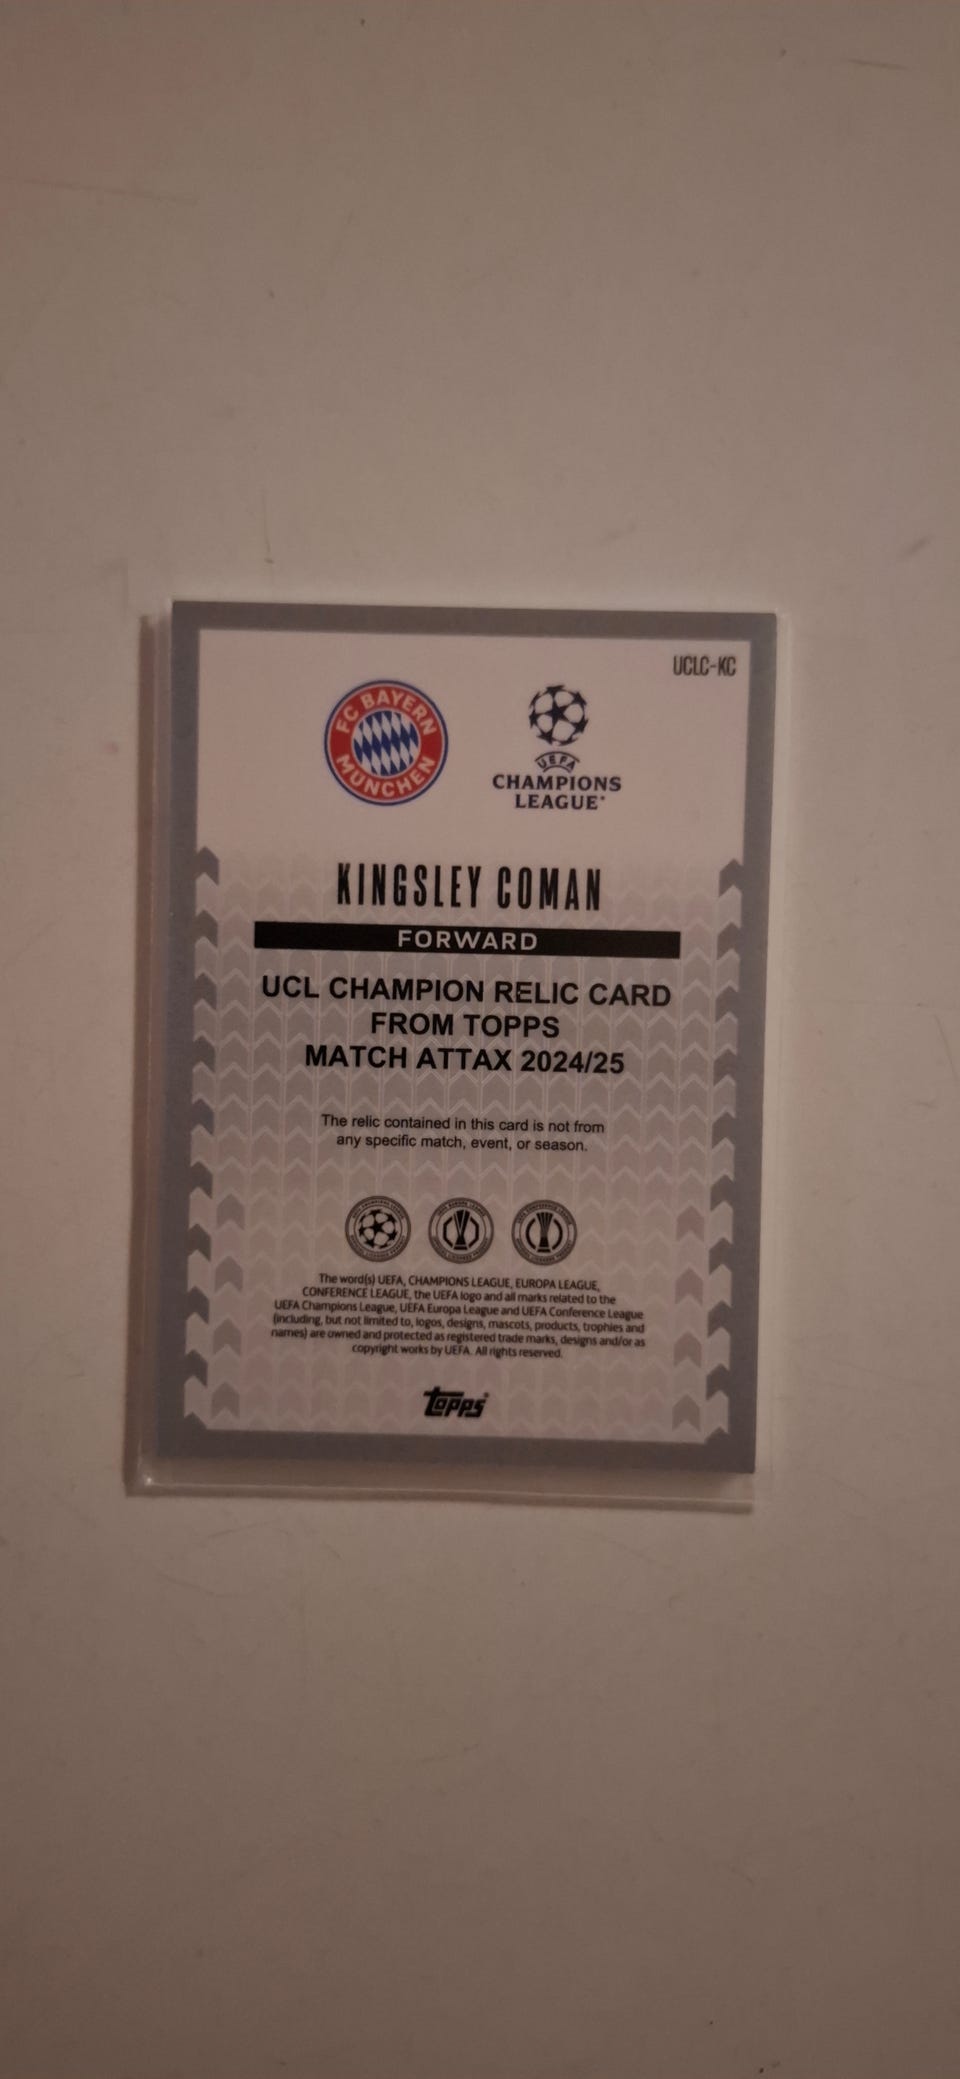 UCLC-KC
FC BAYERN
MÜNCHEN
UEFA
CHAMPIONS
LEAGUE
KINGSLEY COMAN
FORWARD
UCL CHAMPION RELIC CARD
FROM TOPPS
MATCH ATTAX 2024/25
The relic contained in this card is not from
any specific match, event, or season.
The word(s) UEFA, CHAMPIONS LEAGUE, EUROPA LEAGUE,
CONFERENCE LEAGUE, the UEFA logo and all marks related to the
UEFA Champions League, UEFA Europa League and UEFA Conference League
(including, but not limited to, logos, designs, mascots, products, trophies and
names) are owned and protected as registered trade marks, designs and/or as
copyright works by UEFA. All rights reserved.
topps